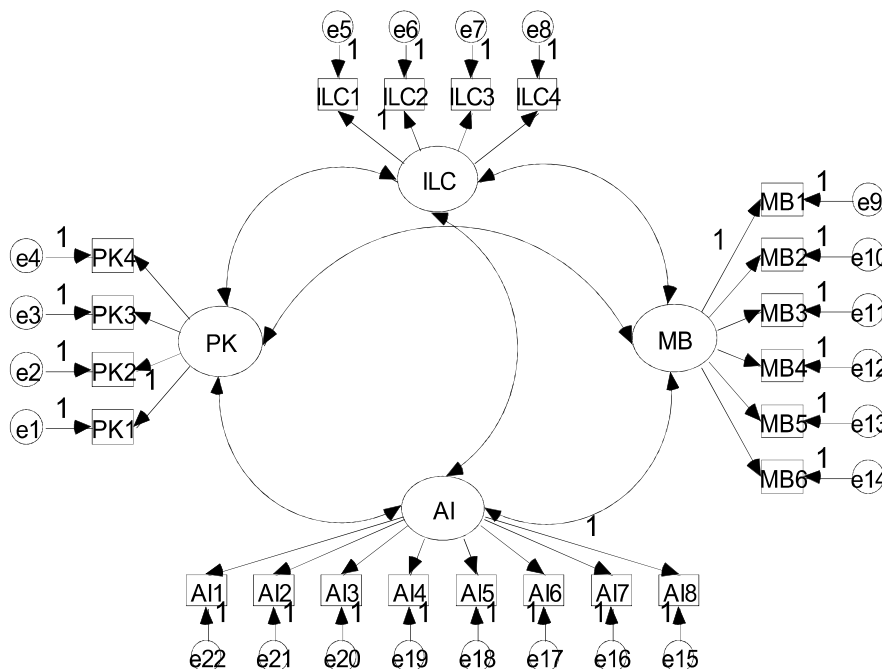 e5 e6 e7 e8
1 1 1 1
ILC1 ILC2 ILC3 ILC4
1
ILC
1 MB1 1 e9
MB2 1 e10
MB3 1 e11
MB4 1 e12
MB5 1 e13
MB6 1 e14
MB
e4 1 PK4
e3 1 PK3
e2 1 PK2 1
e1 1 PK1
PK
AI
1
AI1 AI2 AI3 AI4 AI5 AI6 AI7 AI8
1 1 1 1 1 1 1 1
e22 e21 e20 e19 e18 e17 e16 e15